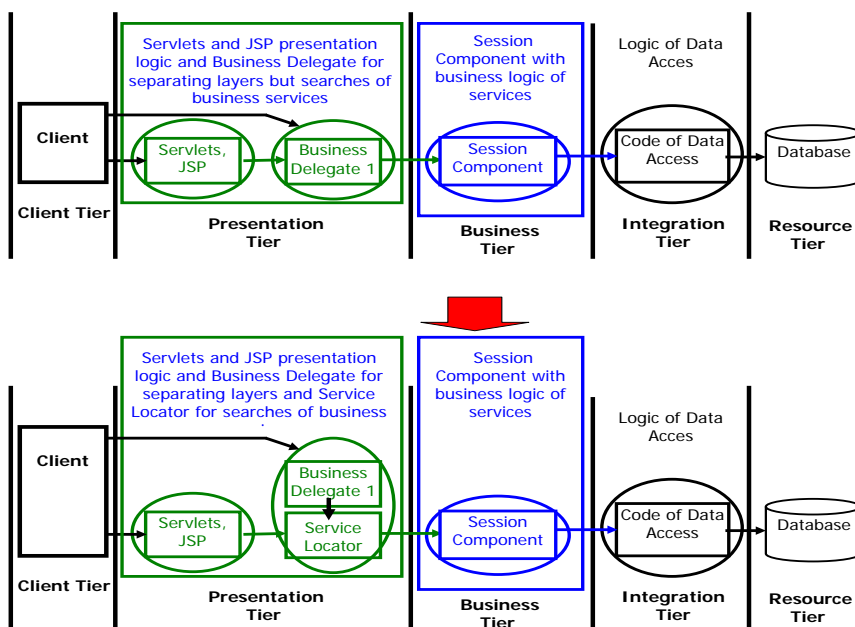 Servlets and JSP presentation
logic and Business Delegate for
separating layers but searches of
business services
Session
Component with
business logic of
services
Logic of Data
Acces
Client
Servlets,
JSP
Business
Delegate 1
Session
Component
Code of Data
Access
Database
Client Tier
Presentation
Tier
Business
Tier
Integration
Tier
Resource
Tier
Servlets and JSP presentation
logic and Business Delegate for
separating layers and Service
Locator for searches of business
Session
Component with
business logic of
services
Logic of Data
Acces
Client
Business
Delegate 1
Servlets,
JSP
Service
Locator
Session
Component
Code of Data
Access
Database
Client Tier
Presentation
Tier
Business
Tier
Integration
Tier
Resource
Tier